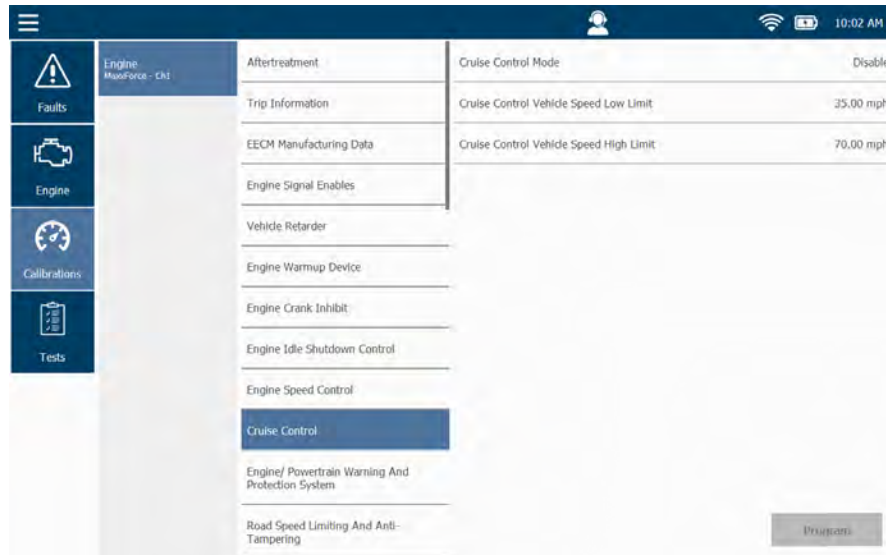 10:02 AM
Faults
Engine
Calibrations
Tests
Engine
MaxxForce - Ch1
Aftertreatment
Trip Information
EECM Manufacturing Data
Engine Signal Enables
Vehicle Retarder
Engine Warmup Device
Engine Crank Inhibit
Engine Idle Shutdown Control
Engine Speed Control
Cruise Control
Engine/ Powertrain Warning And
Protection System
Road Speed Limiting And Anti-
Tampering
Cruise Control Mode Disable
Cruise Control Vehicle Speed Low Limit 35.00 mph
Cruise Control Vehicle Speed High Limit 70.00 mph
Program